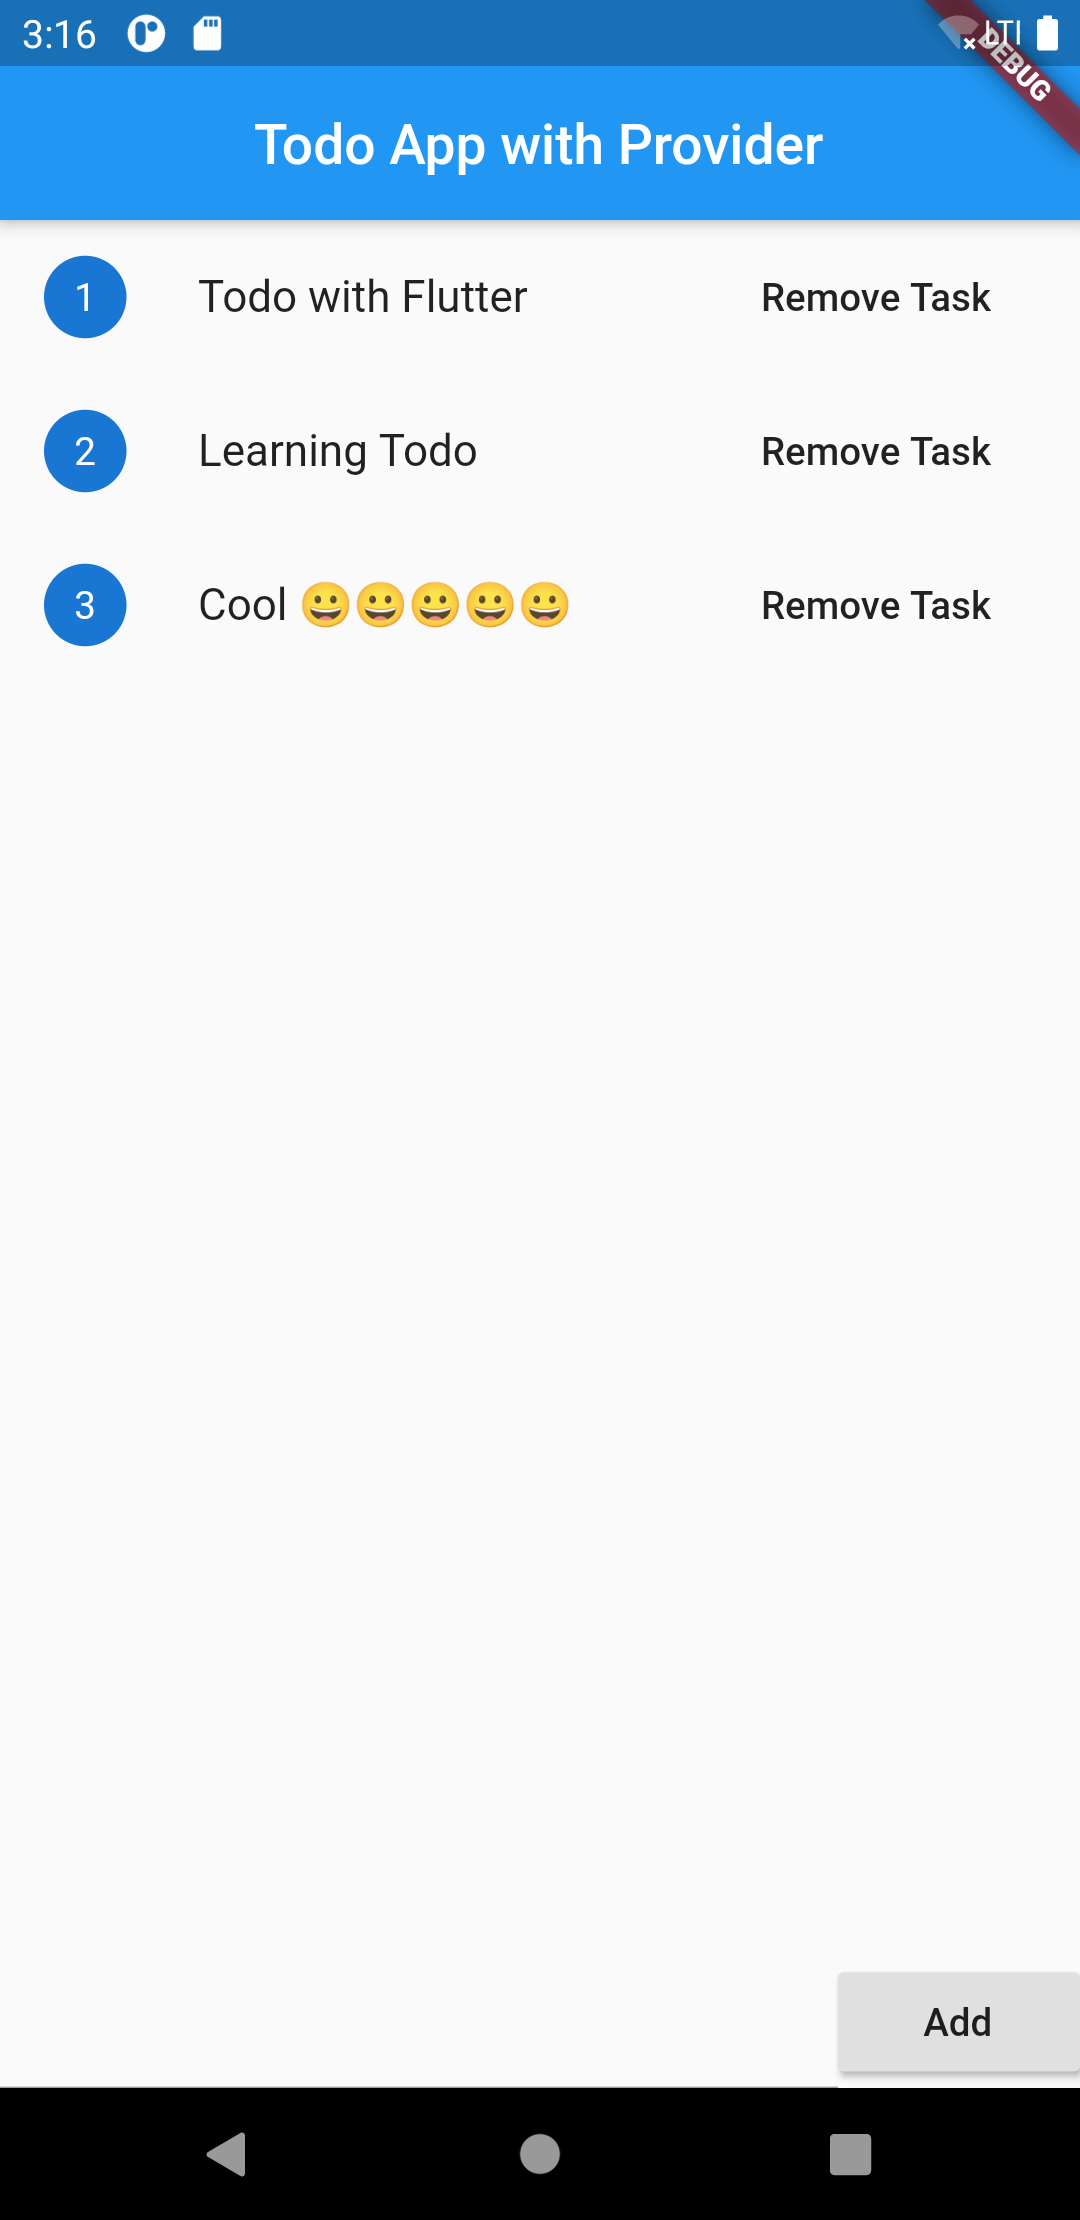 3:16
DEBUG
Todo App with Provider
1 Todo with Flutter Remove Task
2 Learning Todo Remove Task
3 Cool 😀😀😀😀😀 Remove Task
Add